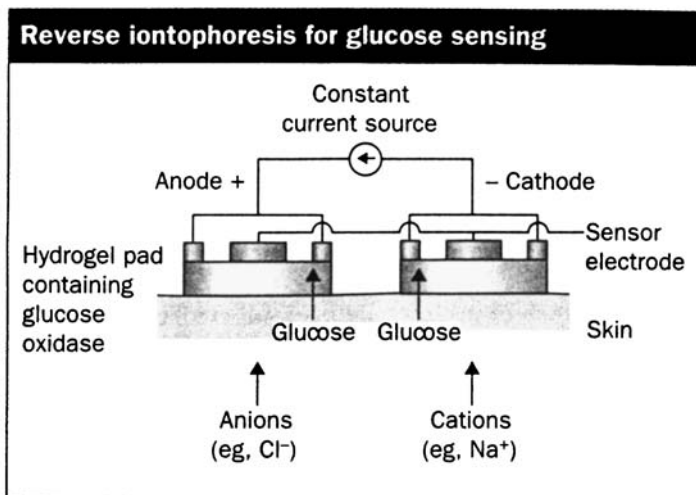 Reverse iontophoresis for glucose sensing
Constant
current source
Anode +
– Cathode
Hydrogel pad
containing
glucose
oxidase
Sensor
electrode
Glucose
Glucose
Skin
Anions
(eg, Cl⁻)
Cations
(eg, Na⁺)